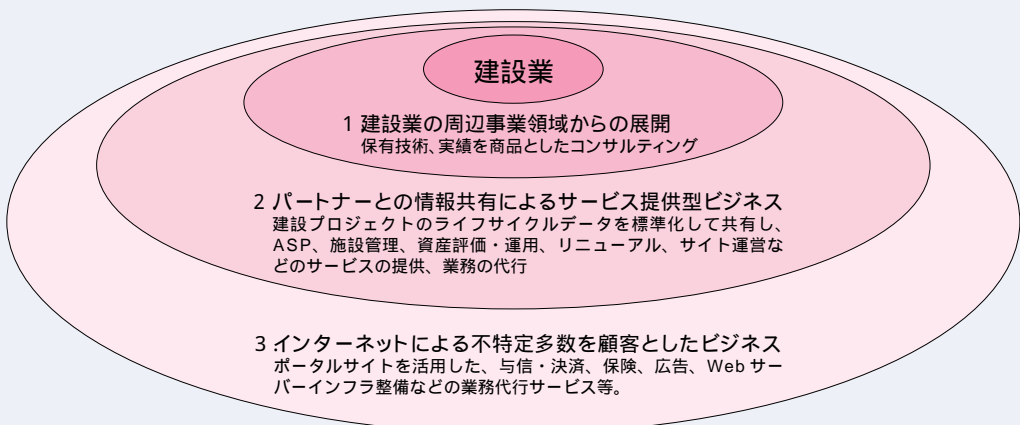 建設業
1 建設業の周辺事業領域からの展開
保有技術、実績を商品としたコンサルティング
2 パートナーとの情報共有によるサービス提供型ビジネス
建設プロジェクトのライフサイクルデータを標準化して共有し、
ASP、施設管理、資産評価・運用、リニューアル、サイト運営な
どのサービスの提供、業務の代行
3 インターネットによる不特定多数を顧客としたビジネス
ポータルサイトを活用した、与信・決済、保険、広告、Web サー
バーインフラ整備などの業務代行サービス等。